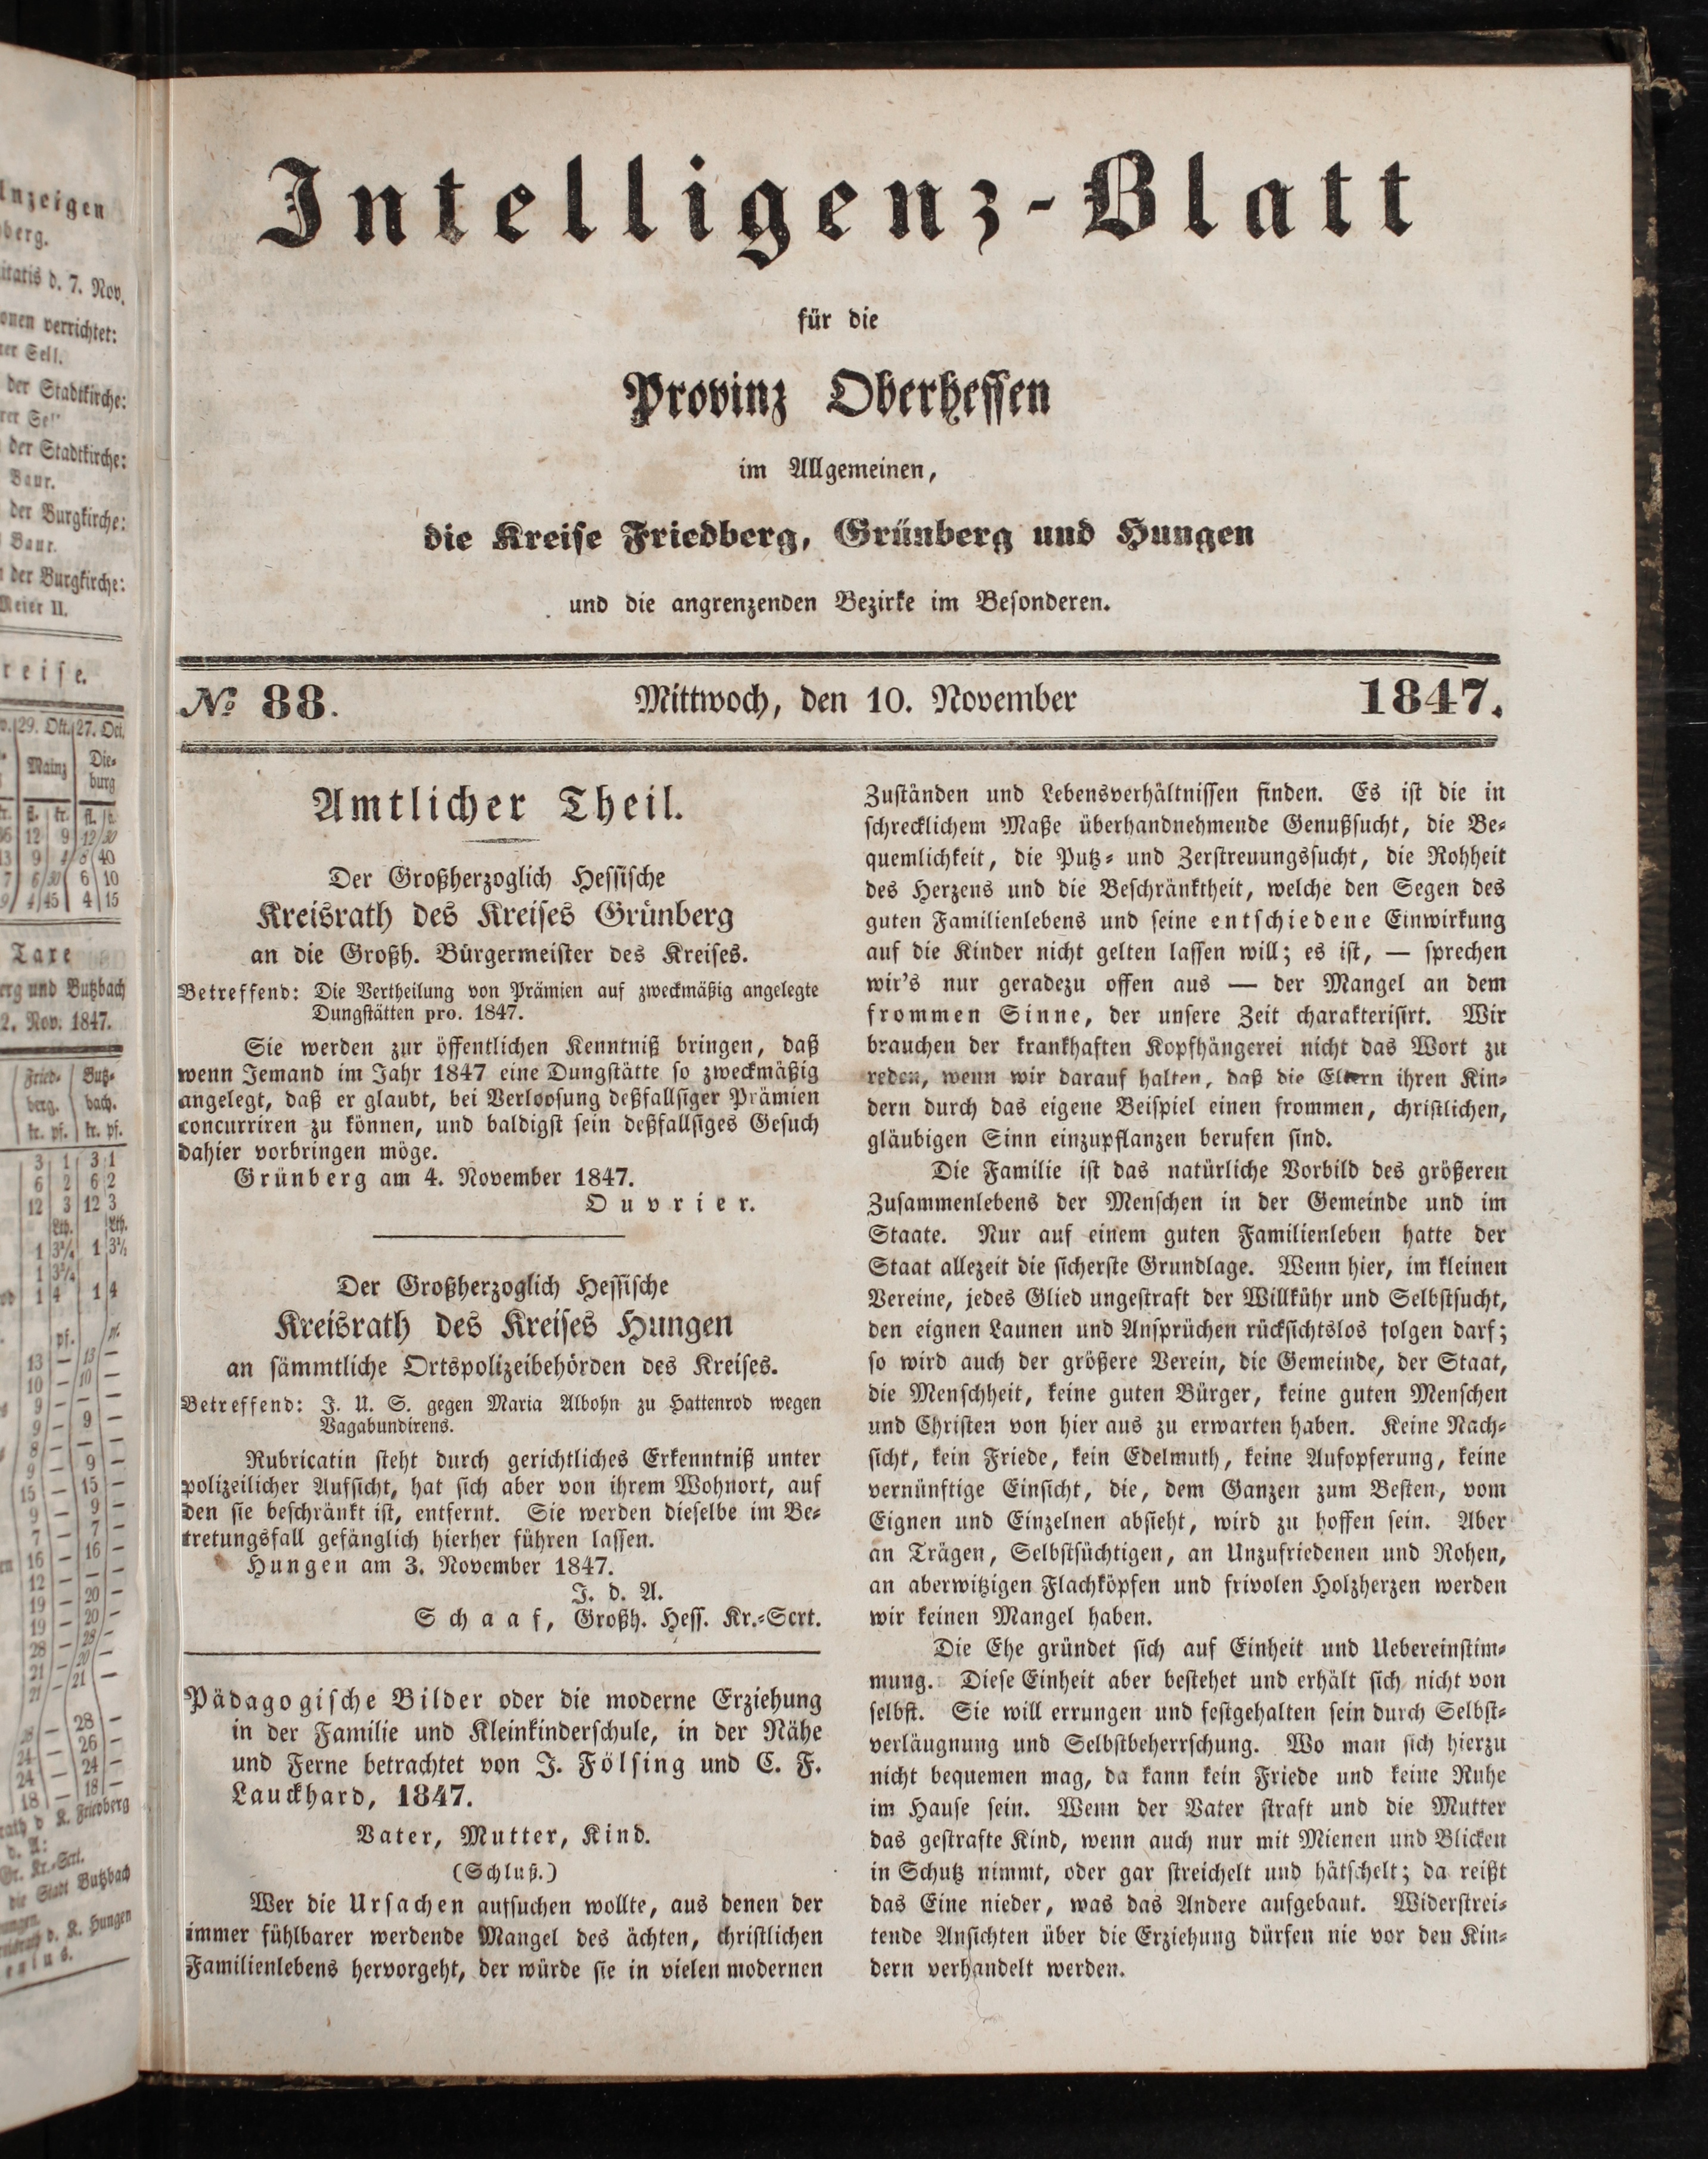 Intelligenz-Blatt
für die
Provinz Oberhessen
im Allgemeinen,
die Kreise Friedberg, Grünberg und Hungen
und die angrenzenden Bezirke im Besonderen.
№ 88. Mittwoch, den 10. November 1847.
Amtlicher Theil.
Der Großherzoglich Hessische
Kreisrath des Kreises Grünberg
an die Großh. Bürgermeister des Kreises.
Betreffend: Die Vertheilung von Prämien auf zweckmäßig angelegte
Dungstätten pro. 1847.
Sie werden zur öffentlichen Kenntniß bringen, daß
wenn Jemand im Jahr 1847 eine Dungstätte so zweckmäßig
angelegt, daß er glaubt, bei Verloosung deßfallsiger Prämien
concurriren zu können, und baldigst sein deßfallsiges Gesuch
dahier vorbringen möge.
Grünberg am 4. November 1847.
Ouvrier.
Der Großherzoglich Hessische
Kreisrath des Kreises Hungen
an sämmtliche Ortspolizeibehörden des Kreises.
Betreffend: J. U. S. gegen Maria Albohn zu Hattenrod wegen
Vagabundirens.
Rubricatin steht durch gerichtliches Erkenntniß unter
polizeilicher Aufsicht, hat sich aber von ihrem Wohnort, auf
den sie beschränkt ist, entfernt. Sie werden dieselbe im Be-
tretungsfall gefänglich hierher führen lassen.
Hungen am 3. November 1847.
J. d. A.
Schaaf, Großh. Hess. Kr.-Scrt.
Pädagogische Bilder oder die moderne Erziehung
in der Familie und Kleinkinderschule, in der Nähe
und Ferne betrachtet von J. Fölsing und C. F.
Lauckhard, 1847.
Vater, Mutter, Kind.
(Schluß.)
Wer die Ursachen aufsuchen wollte, aus denen der
immer fühlbarer werdende Mangel des ächten, christlichen
Familienlebens hervorgeht, der würde sie in vielen modernen
Zuständen und Lebensverhältnissen finden. Es ist die in
schrecklichem Maße überhandnehmende Genußsucht, die Be-
quemlichkeit, die Putz- und Zerstreuungssucht, die Rohheit
des Herzens und die Beschränktheit, welche den Segen des
guten Familienlebens und seine entschiedene Einwirkung
auf die Kinder nicht gelten lassen will; es ist, — sprechen
wir's nur geradezu offen aus — der Mangel an dem
frommen Sinne, der unsere Zeit charakterisirt. Wir
brauchen der krankhaften Kopfhängerei nicht das Wort zu
reden, wenn wir darauf halten, daß die Eltern ihren Kin-
dern durch das eigene Beispiel einen frommen, christlichen,
gläubigen Sinn einzupflanzen berufen sind.
Die Familie ist das natürliche Vorbild des größeren
Zusammenlebens der Menschen in der Gemeinde und im
Staate. Nur auf einem guten Familienleben hatte der
Staat allezeit die sicherste Grundlage. Wenn hier, im kleinen
Vereine, jedes Glied ungestraft der Willkühr und Selbstsucht,
den eignen Launen und Ansprüchen rücksichtslos folgen darf;
so wird auch der größere Verein, die Gemeinde, der Staat,
die Menschheit, keine guten Bürger, keine guten Menschen
und Christen von hier aus zu erwarten haben. Keine Nach-
sicht, kein Friede, kein Edelmuth, keine Aufopferung, keine
vernünftige Einsicht, die, dem Ganzen zum Besten, vom
Eignen und Einzelnen absieht, wird zu hoffen sein. Aber
an Trägen, Selbstsüchtigen, an Unzufriedenen und Rohen,
an aberwitzigen Flachköpfen und frivolen Holzherzen werden
wir keinen Mangel haben.
Die Ehe gründet sich auf Einheit und Uebereinstim-
mung. Diese Einheit aber bestehet und erhält sich nicht von
selbst. Sie will errungen und festgehalten sein durch Selbst-
verläugnung und Selbstbeherrschung. Wo man sich hierzu
nicht bequemen mag, da kann kein Friede und keine Ruhe
im Hause sein. Wenn der Vater straft und die Mutter
das gestrafte Kind, wenn auch nur mit Mienen und Blicken
in Schutz nimmt, oder gar streichelt und hätschelt; da reißt
das Eine nieder, was das Andere aufgebaut. Widerstrei-
tende Ansichten über die Erziehung dürfen nie vor den Kin-
dern verhandelt werden.